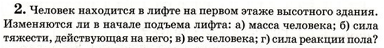 2. Человек находится в лифте на первом этаже высотного здания.
Изменяются ли в начале подъема лифта: а) масса человека; б) сила
тяжести, действующая на него; в) вес человека; г) сила реакции пола?